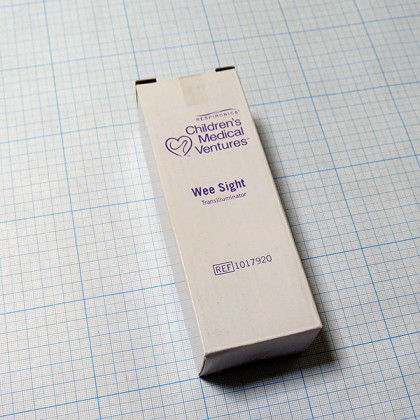 RESPIRONICS
Children's
Medical
Ventures
Wee Sight
Transilluminator
REF 1017920